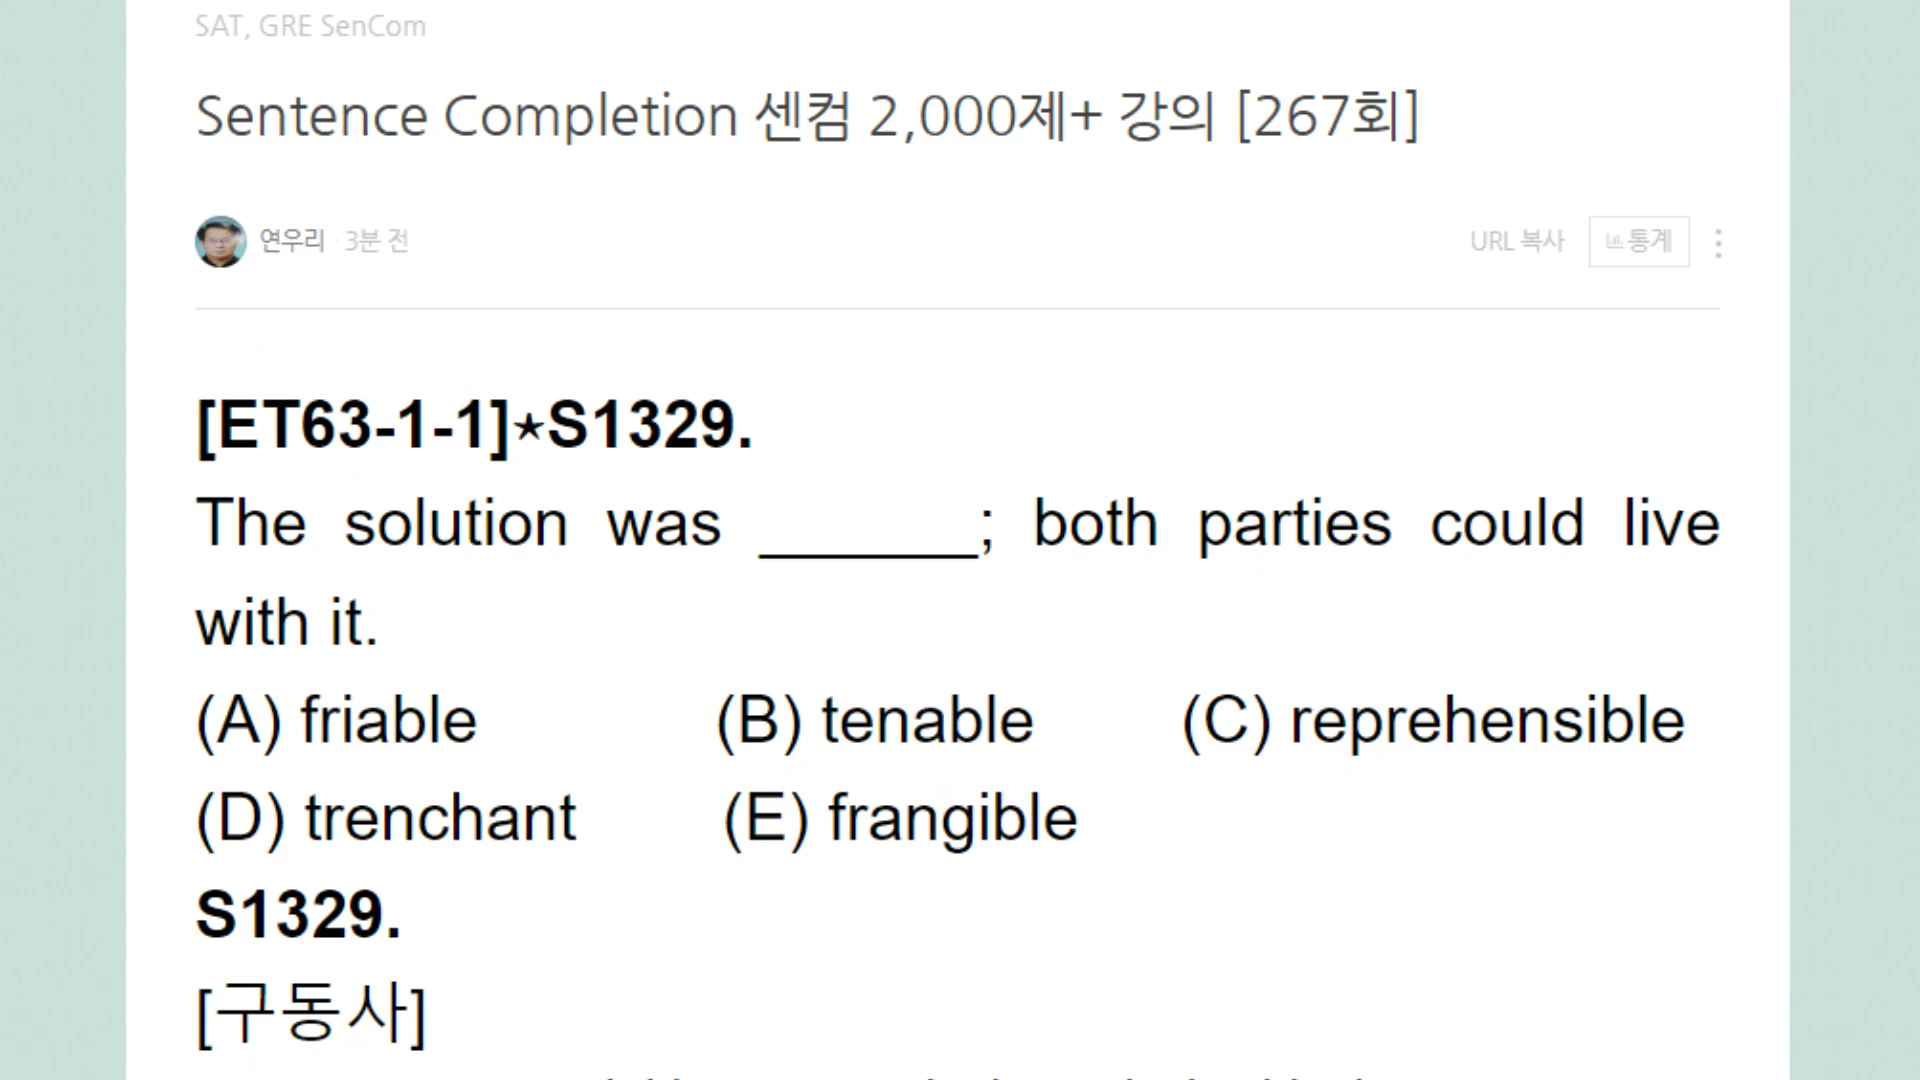 SAT, GRE SenCom
Sentence Completion 센컴 2,000제+ 강의 [267회]
연우리 · 3분 전
URL 복사 통계
[ET63-1-1]⋆S1329.
The solution was _______; both parties could live
with it.
(A) friable (B) tenable (C) reprehensible
(D) trenchant (E) frangible
S1329.
[구동사]